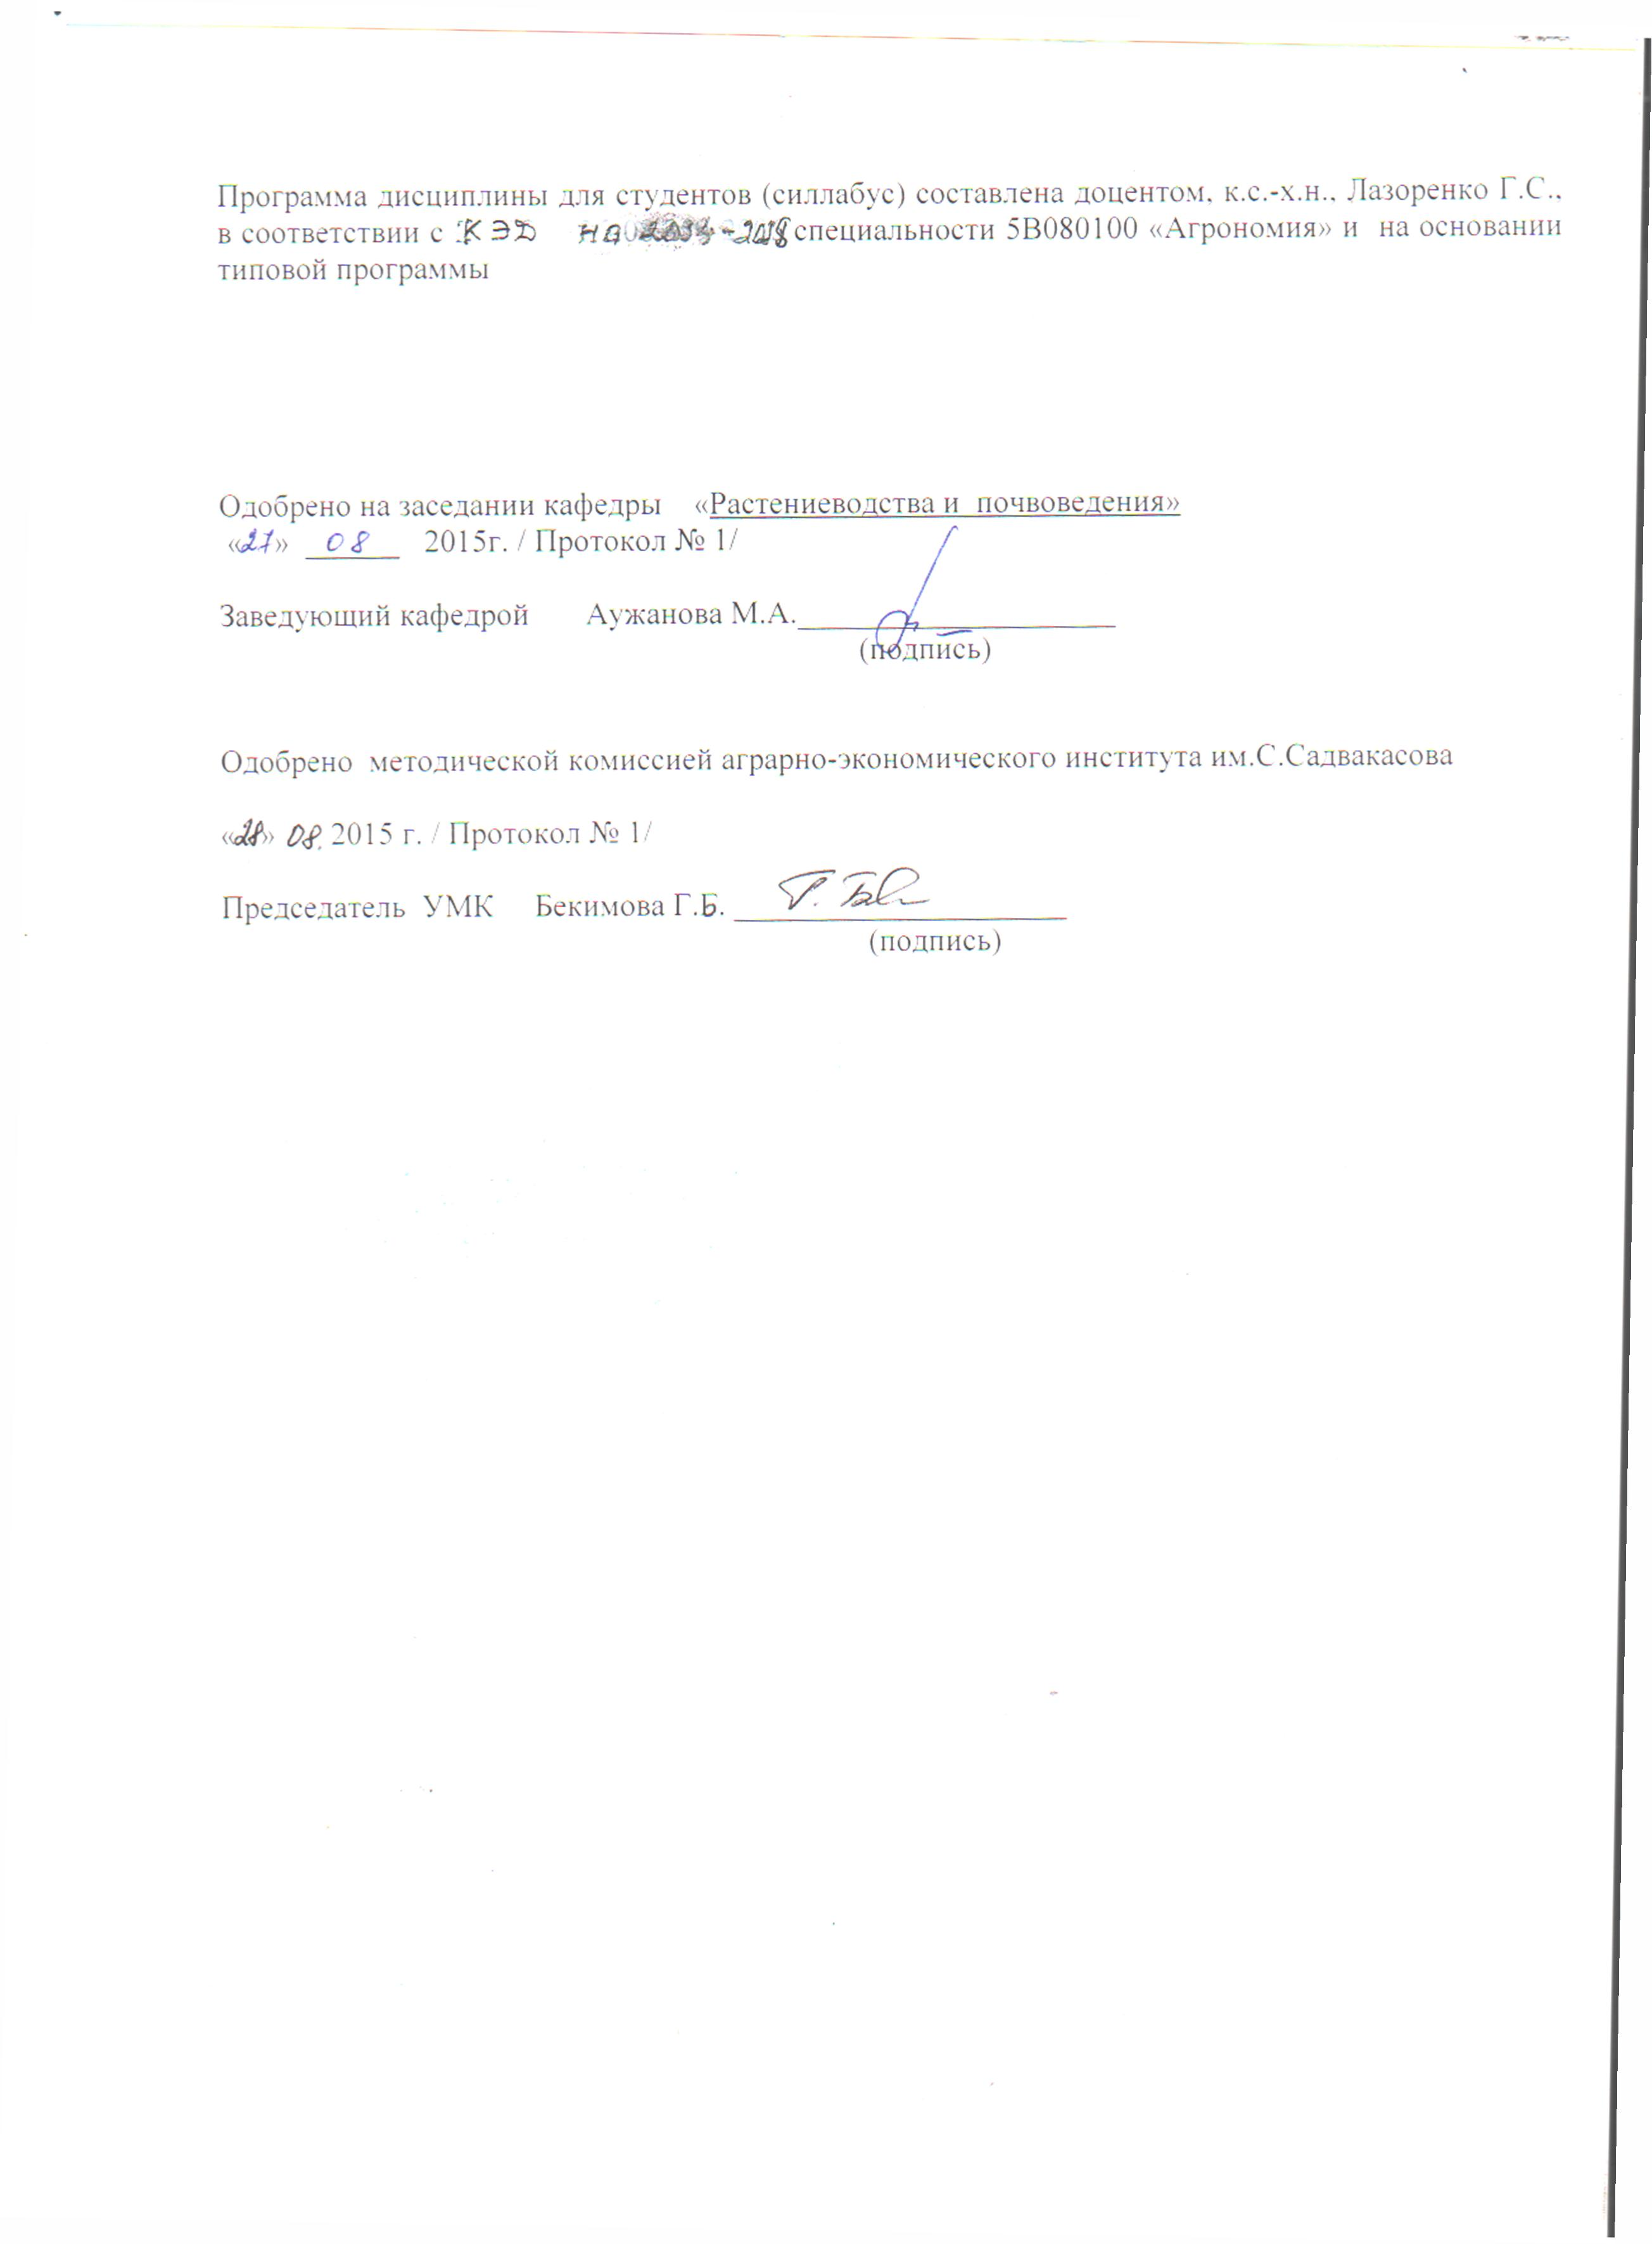 Программа дисциплины для студентов (силлабус) составлена доцентом, к.с.-х.н., Лазоренко Г.С.,
в соответствии с КЭД на специальности 5В080100 «Агрономия» и на основании
типовой программы
Одобрено на заседании кафедры «Растениеводства и почвоведения»
«27» 08 2015г. / Протокол № 1/
Заведующий кафедрой Аужанова М.А.
(подпись)
Одобрено методической комиссией аграрно-экономического института им.С.Садвакасова
«28» 08. 2015 г. / Протокол № 1/
Председатель УМК Бекимова Г.Б.
(подпись)